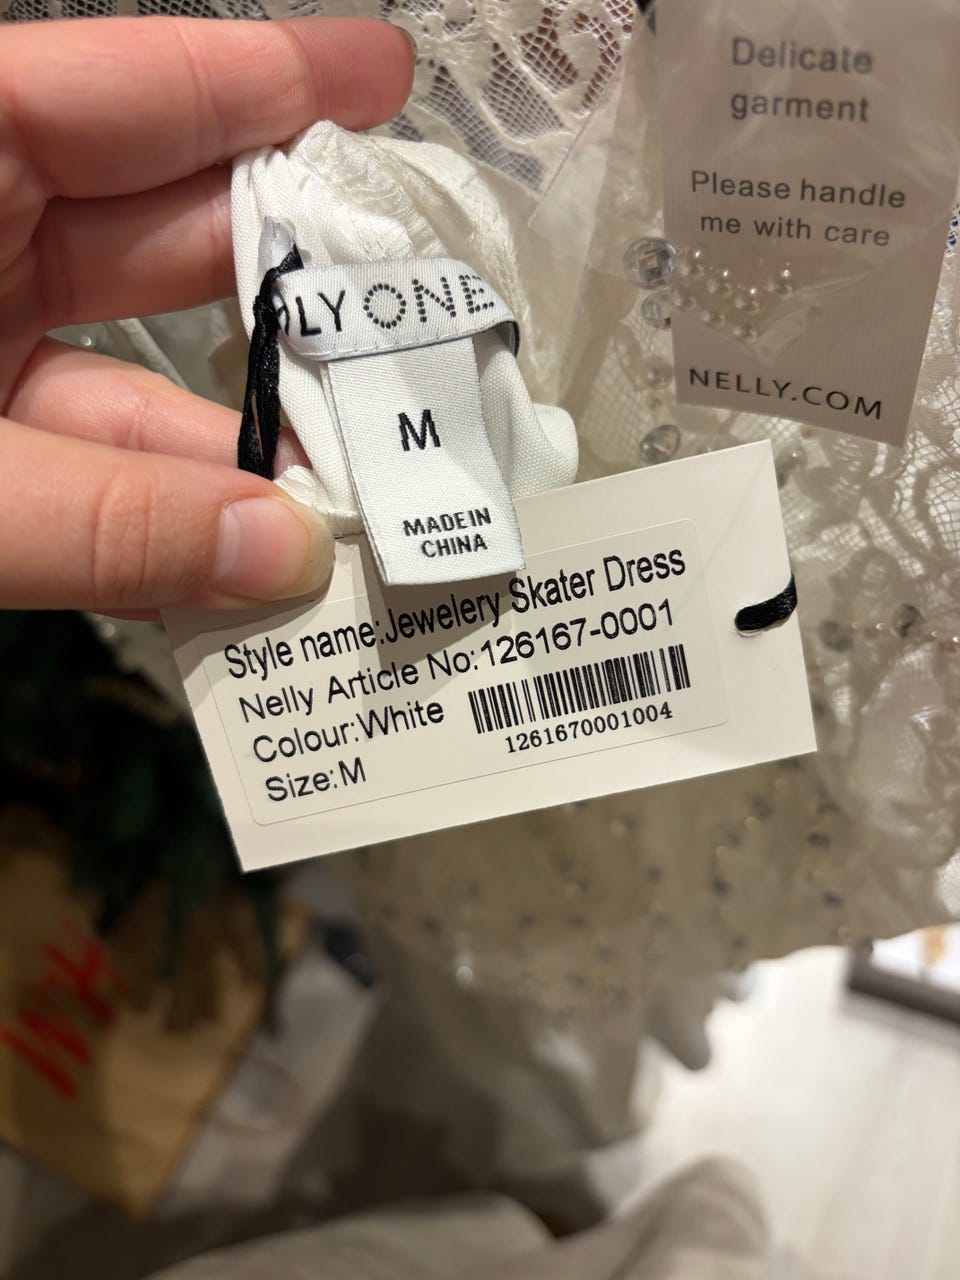 Delicate
garment
Please handle
me with care
NELLY.COM
ONE
M
MADE IN
CHINA
Style name:Jewelery Skater Dress
Nelly Article No:126167-0001
Colour:White
Size:M
1261670001004